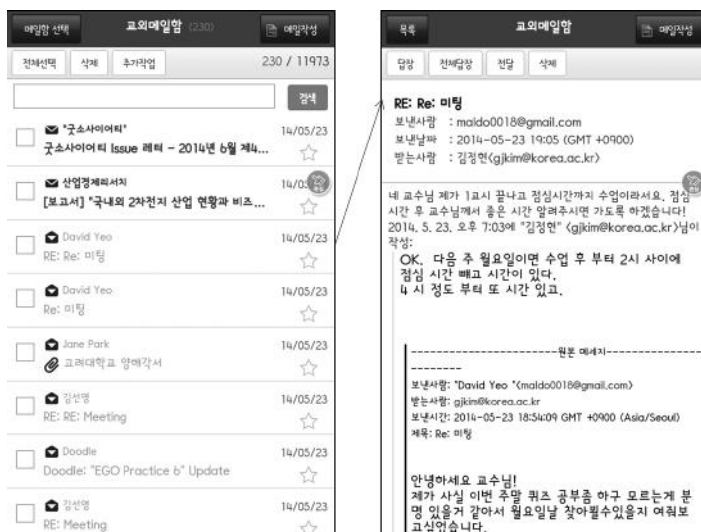 메일함 선택
교외메일함 (230)
메일작성
전체선택
삭제
추가작업
230 / 11973
검색
"굿소사이어티"
14/05/23
굿소사이어티 Issue 레터 - 2014년 6월 제4...
산업경제리서치
14/05
[보고서] "국내외 2차전지 산업 현황과 비즈...
David Yeo
14/05/23
RE: Re: 미팅
David Yeo
14/05/23
Re: 미팅
Jane Park
14/05/23
고려대학교 양해각서
김선영
14/05/23
RE: RE: Meeting
Doodle
14/05/23
Doodle: "EGO Practice 6" Update
김선영
14/05/23
RE: Meeting
목록
교외메일함
메일작성
답장
전체답장
전달
삭제
RE: Re: 미팅
보낸사람 : maldo0018@gmail.com
보낸날짜 : 2014-05-23 19:05 (GMT +0900)
받는사람 : 김정현<gjkim@korea.ac.kr>
네 교수님 제가 1교시 끝나고 점심시간까지 수업이라서요. 점심
시간 후 교수님께서 좋은 시간 알려주시면 가도록 하겠습니다!
2014. 5. 23. 오후 7:03에 "김정현" <gjkim@korea.ac.kr>님이
작성:
OK. 다음 주 월요일이면 수업 후 부터 2시 사이에
점심 시간 빼고 시간이 있다.
4 시 정도 부터 또 시간 있고.
--------------------원본 메세지-------------
--------
보낸사람: "David Yeo "<maldo0018@gmail.com>
받는사람: gjkim@korea.ac.kr
보낸시간: 2014-05-23 18:54:09 GMT +0900 (Asia/Seoul)
제목: Re: 미팅
안녕하세요 교수님!
제가 사실 이번 주말 퀴즈 공부좀 하구 모르는게 분
명 있을거 같아서 월요일날 찾아뵐수있을지 여쭤보
고싶었습니다.